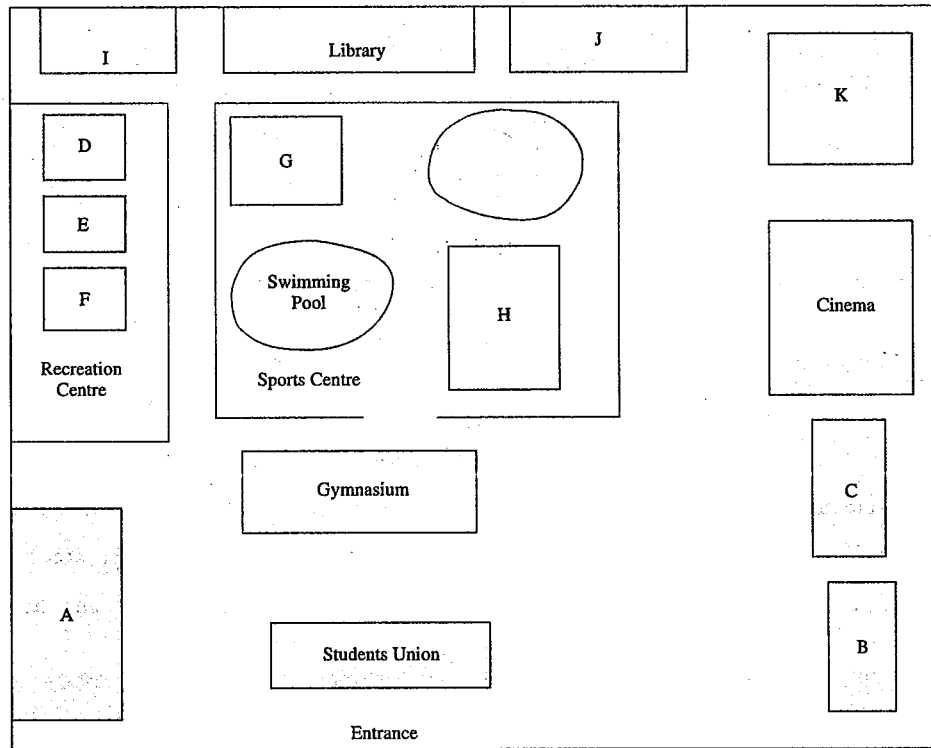 I
Library
J
K
D
G
E
F
Swimming
Pool
H
Cinema
Recreation
Centre
Sports Centre
Gymnasium
C
A
Students Union
B
Entrance